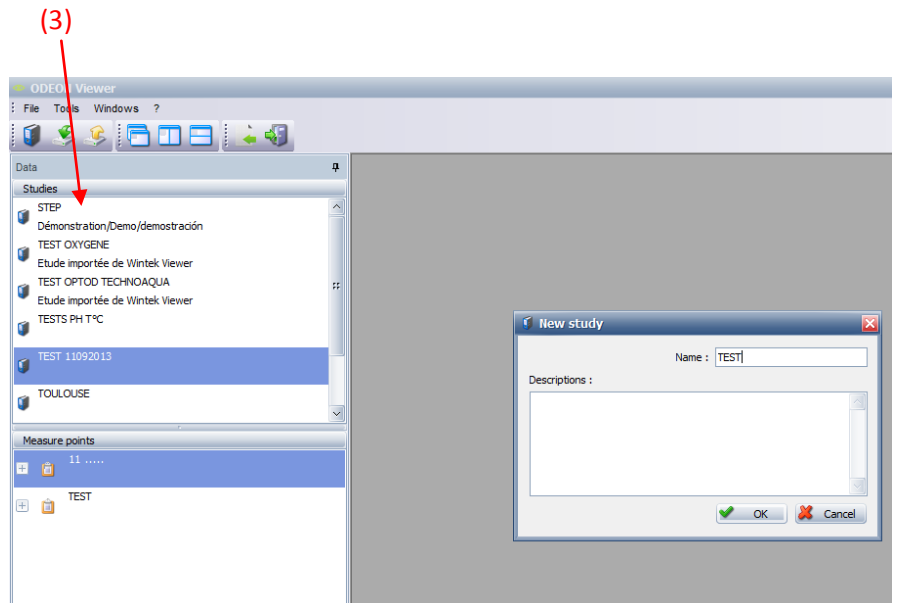 (3)
ODEON Viewer
File Tools Windows ?
Data
Studies
STEP
Démonstration/Demo/demostración
TEST OXYGENE
Etude importée de Wintek Viewer
TEST OPTOD TECHNOAQUA
Etude importée de Wintek Viewer
TESTS PH T°C
TEST 11092013
TOULOUSE
Measure points
11 .....
TEST
New study
Name : TEST
Descriptions :
OK Cancel